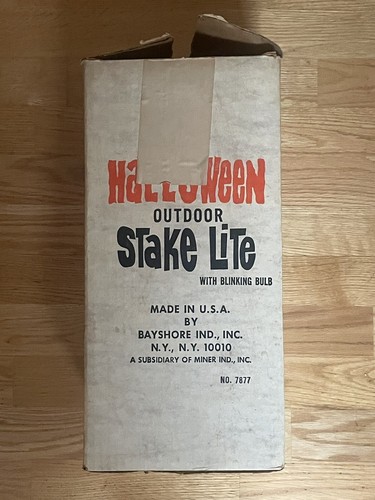 HaLLOWeen
OUTDOOR
Stake Lite
WITH BLINKING BULB
MADE IN U.S.A.
BY
BAYSHORE IND., INC.
N.Y., N.Y. 10010
A SUBSIDIARY OF MINER IND., INC.
NO. 7877